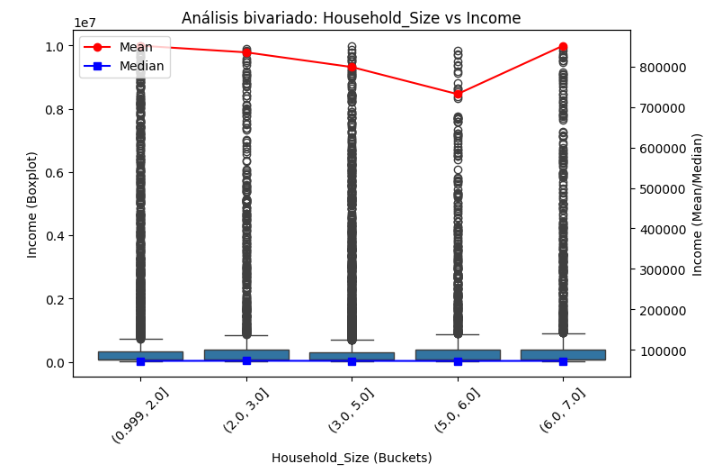 Análisis bivariado: Household_Size vs Income
1e7
Mean
Median
1.0
0.8
0.6
0.4
0.2
0.0
Income (Boxplot)
800000
700000
600000
500000
400000
300000
200000
100000
Income (Mean/Median)
(0.999, 2.0]
(2.0, 3.0]
(3.0, 5.0]
(5.0, 6.0]
(6.0, 7.0]
Household_Size (Buckets)